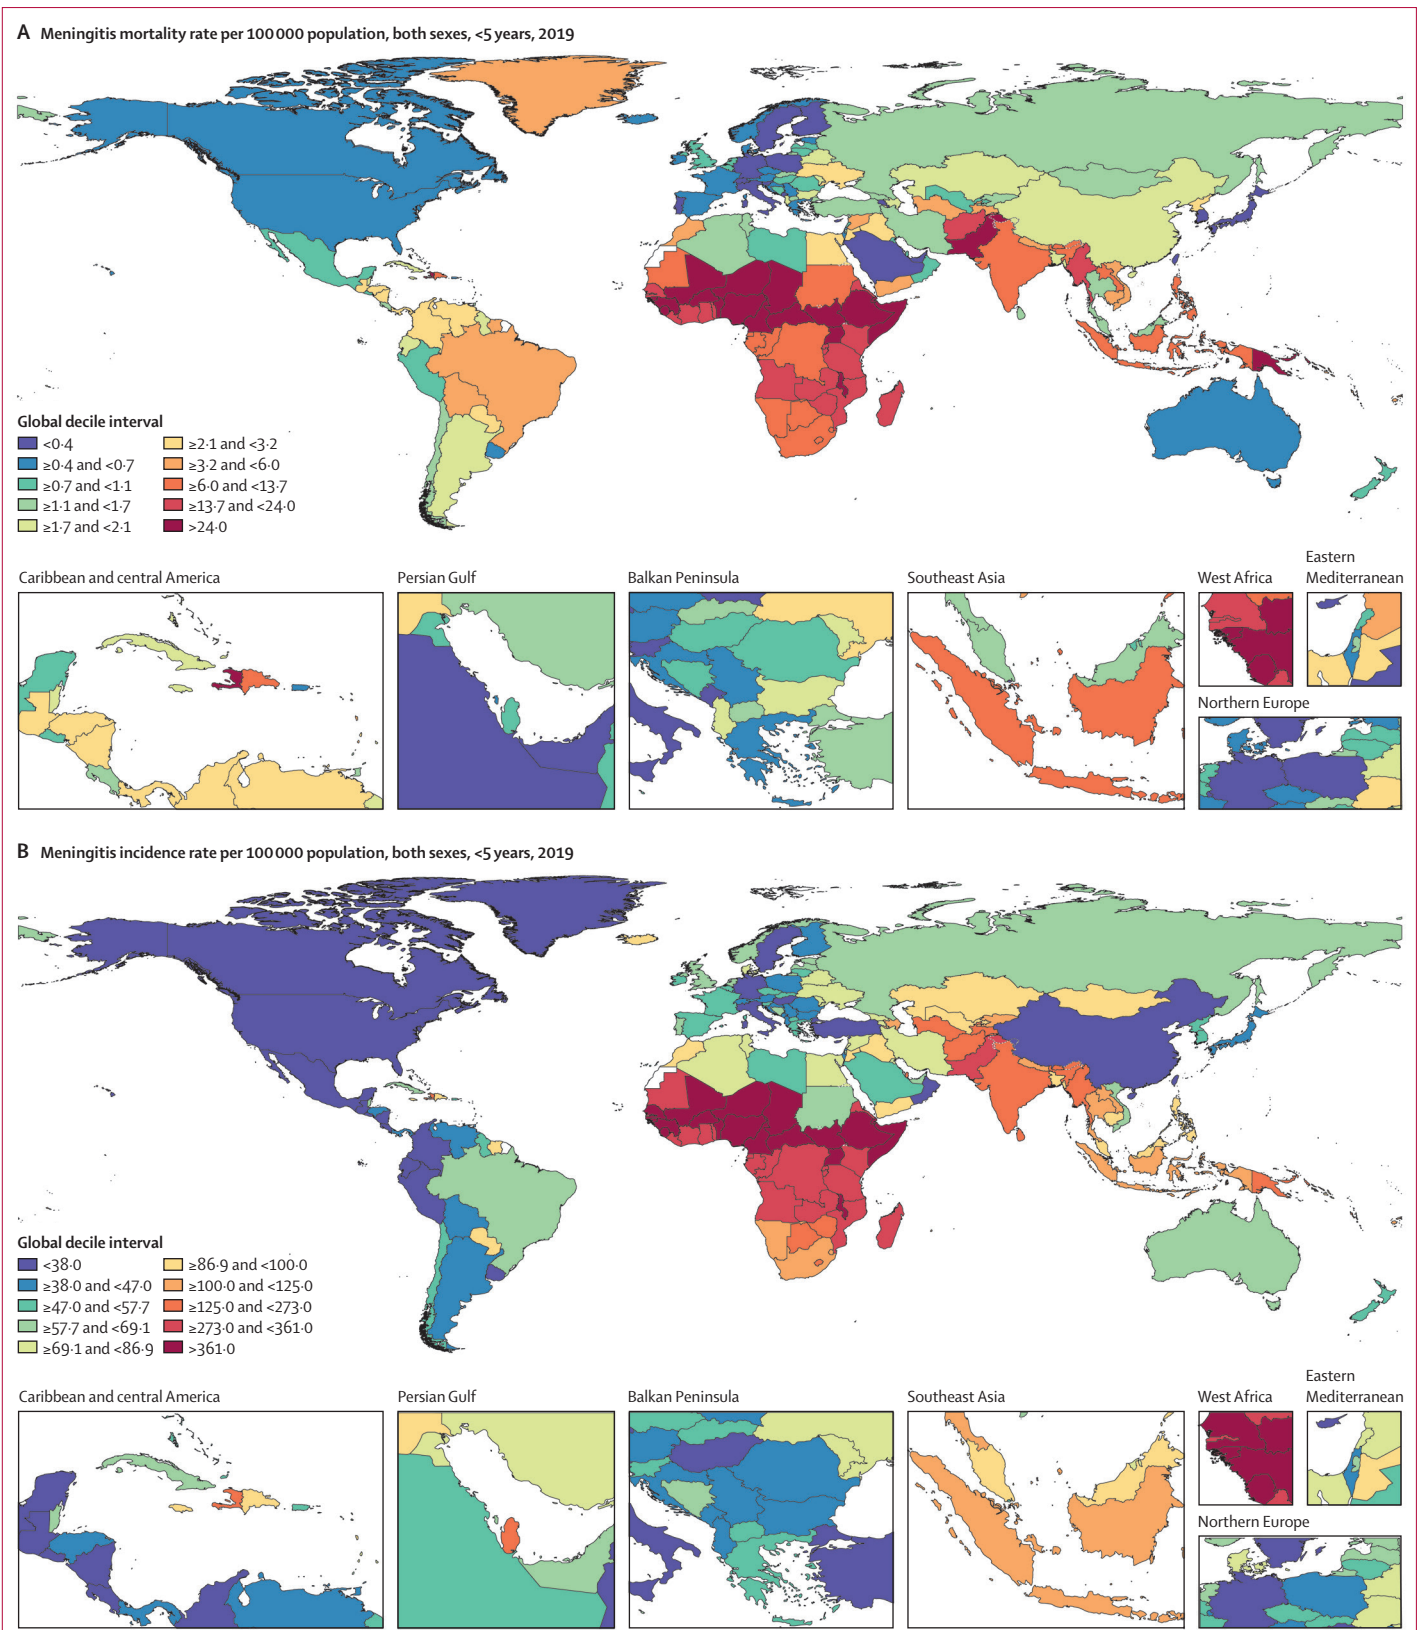 A Meningitis mortality rate per 100 000 population, both sexes, <5 years, 2019
Global decile interval
<0·4
≥0·4 and <0·7
≥0·7 and <1·1
≥1·1 and <1·7
≥1·7 and <2·1
≥2·1 and <3·2
≥3·2 and <6·0
≥6·0 and <13·7
≥13·7 and <24·0
>24·0
Caribbean and central America
Persian Gulf
Balkan Peninsula
Southeast Asia
West Africa
Eastern
Mediterranean
Northern Europe
B Meningitis incidence rate per 100 000 population, both sexes, <5 years, 2019
Global decile interval
<38·0
≥38·0 and <47·0
≥47·0 and <57·7
≥57·7 and <69·1
≥69·1 and <86·9
≥86·9 and <100·0
≥100·0 and <125·0
≥125·0 and <273·0
≥273·0 and <361·0
>361·0
Caribbean and central America
Persian Gulf
Balkan Peninsula
Southeast Asia
West Africa
Eastern
Mediterranean
Northern Europe